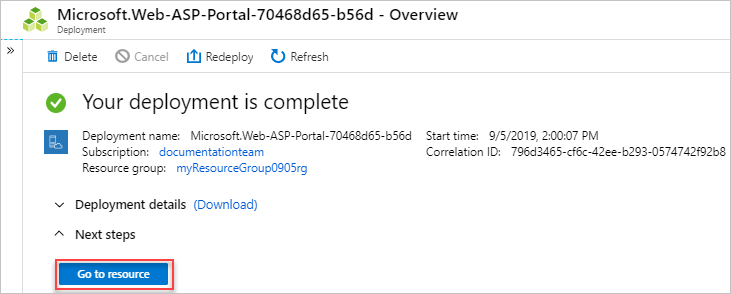 Microsoft.Web-ASP-Portal-70468d65-b56d - Overview
Deployment
»
Delete Cancel Redeploy Refresh
Your deployment is complete
Deployment name: Microsoft.Web-ASP-Portal-70468d65-b56d Start time: 9/5/2019, 2:00:07 PM
Subscription: documentationteam Correlation ID: 796d3465-cf6c-42ee-b293-0574742f92b8
Resource group: myResourceGroup0905rg
Deployment details (Download)
Next steps
Go to resource